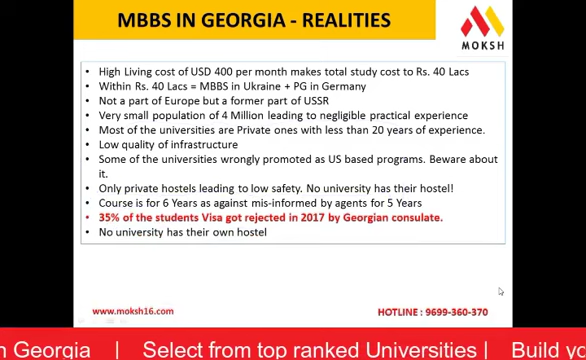 MBBS IN GEORGIA - REALITIES
MOKSH
• High Living cost of USD 400 per month makes total study cost to Rs. 40 Lacs
• Within Rs. 40 Lacs = MBBS in Ukraine + PG in Germany
• Not a part of Europe but a former part of USSR
• Very small population of 4 Million leading to negligible practical experience
• Most of the universities are Private ones with less than 20 years of experience.
• Low quality of infrastructure
• Some of the universities wrongly promoted as US based programs. Beware about
it.
• Only private hostels leading to low safety. No university has their hostel!
• Course is for 6 Years as against mis-informed by agents for 5 Years
• 35% of the students Visa got rejected in 2017 by Georgian consulate.
• No university has their own hostel
www.moksh16.com
HOTLINE : 9699-360-370
n Georgia | Select from top ranked Universities | Build yo